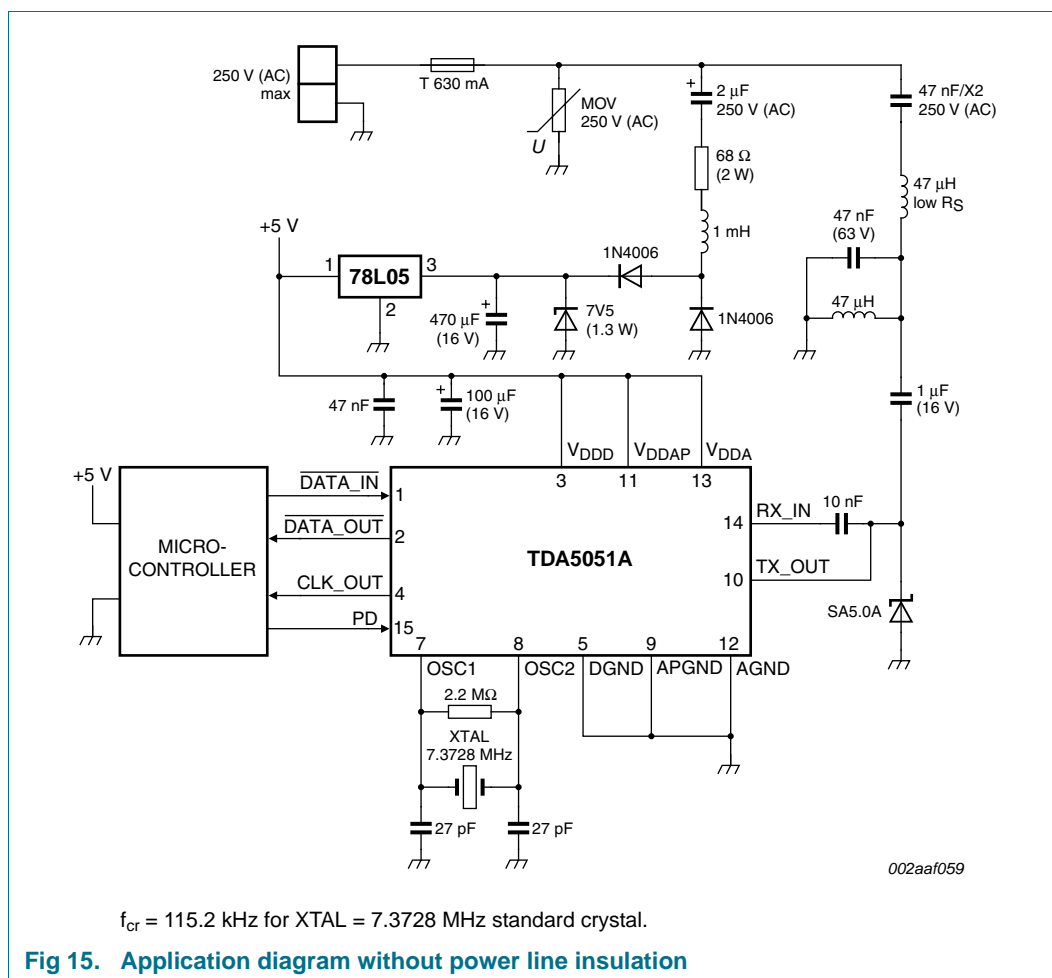 250 V (AC)
max
T 630 mA
MOV
250 V (AC)
U
2 μF
250 V (AC)
47 nF/X2
250 V (AC)
68 Ω
(2 W)
47 μH
low RS
1 mH
47 nF
(63 V)
47 μH
+5 V
1
78L05
3
2
1N4006
470 μF
(16 V)
7V5
(1.3 W)
1N4006
1 μF
(16 V)
47 nF
100 μF
(16 V)
VDDD
VDDAP
VDDA
3
11
13
+5 V
MICRO-
CONTROLLER
DATA_IN
1
DATA_OUT
2
CLK_OUT
4
PD
15
TDA5051A
14
RX_IN
10 nF
10
TX_OUT
SA5.0A
7
8
5
9
12
OSC1
OSC2
DGND
APGND
AGND
2.2 MΩ
XTAL
7.3728 MHz
27 pF
27 pF
002aaf059
fcr = 115.2 kHz for XTAL = 7.3728 MHz standard crystal.
Fig 15. Application diagram without power line insulation